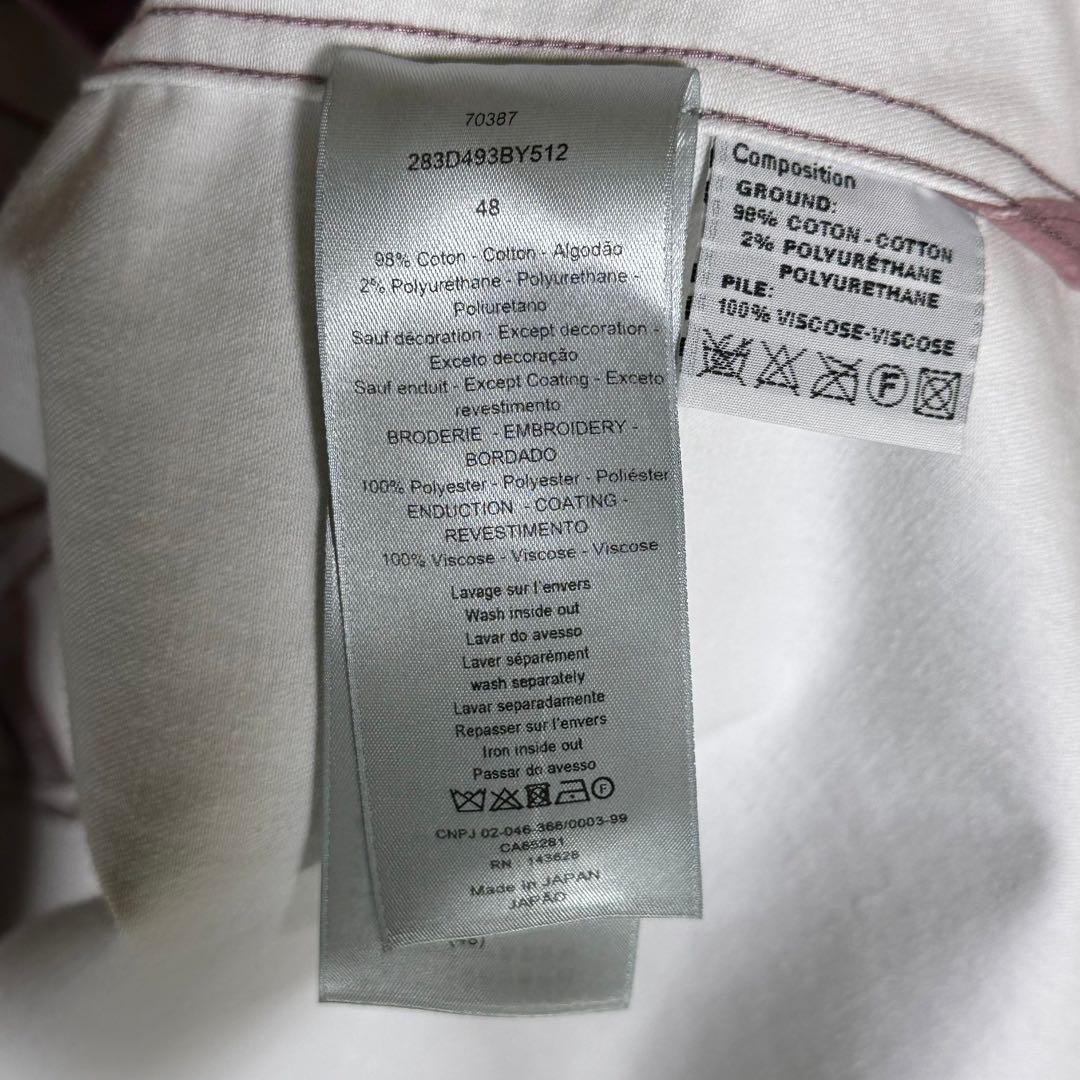 70387
283D493BY512
48
98% Coton - Cotton - Algodão
2% Polyuréthane - Polyurethane -
Poliuretano
Sauf décoration - Except decoration -
Exceto decoração
Sauf enduit - Except Coating - Exceto
revestimento
BRODERIE - EMBROIDERY -
BORDADO
100% Polyester - Polyester - Poliéster
ENDUCTION - COATING -
REVESTIMENTO
100% Viscose - Viscose - Viscose
Lavage sur l'envers
Wash inside out
Lavar do avesso
Laver séparément
wash separately
Lavar separadamente
Repasser sur l'envers
Iron inside out
Passar do avesso
F
CNPJ 02-046-366/0003-99
CA65281
RN 143628
Made in JAPAN
JAPÃO
Composition
GROUND:
98% COTON - COTTON
2% POLYURÉTHANE
POLYURETHANE
PILE:
100% VISCOSE-VISCOSE
F